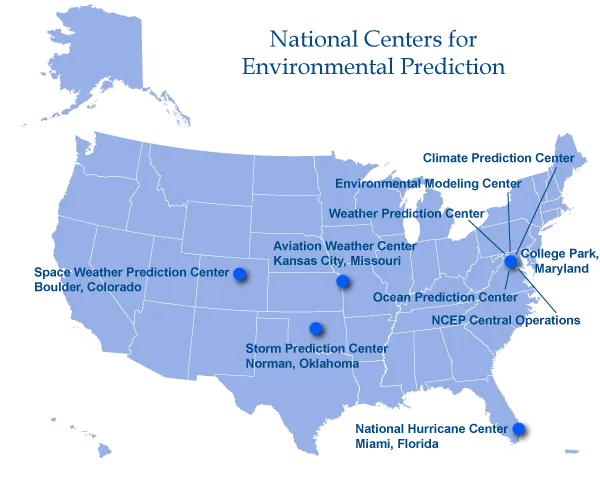 National Centers for
Environmental Prediction
Climate Prediction Center
Environmental Modeling Center
Weather Prediction Center
Aviation Weather Center
Kansas City, Missouri
College Park,
Maryland
Space Weather Prediction Center
Boulder, Colorado
Ocean Prediction Center
NCEP Central Operations
Storm Prediction Center
Norman, Oklahoma
National Hurricane Center
Miami, Florida